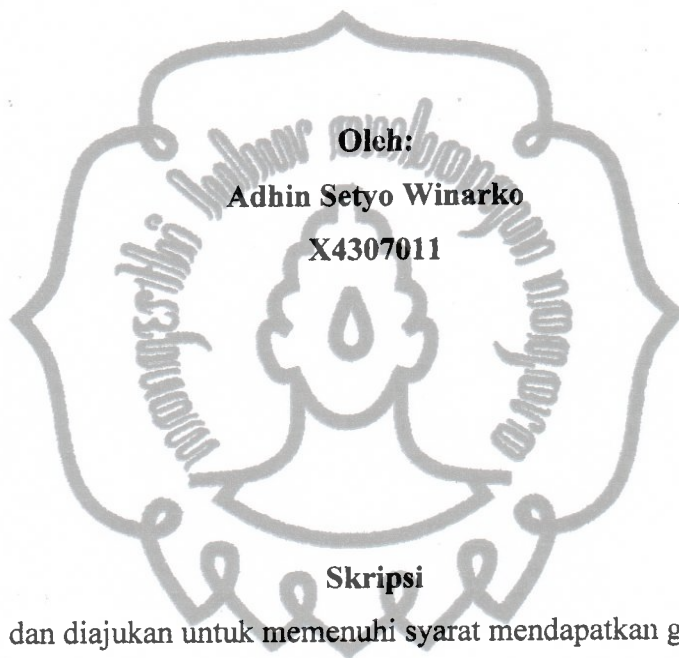 Oleh:
Adhin Setyo Winarko
X4307011
Skripsi
dan diajukan untuk memenuhi syarat mendapatkan g